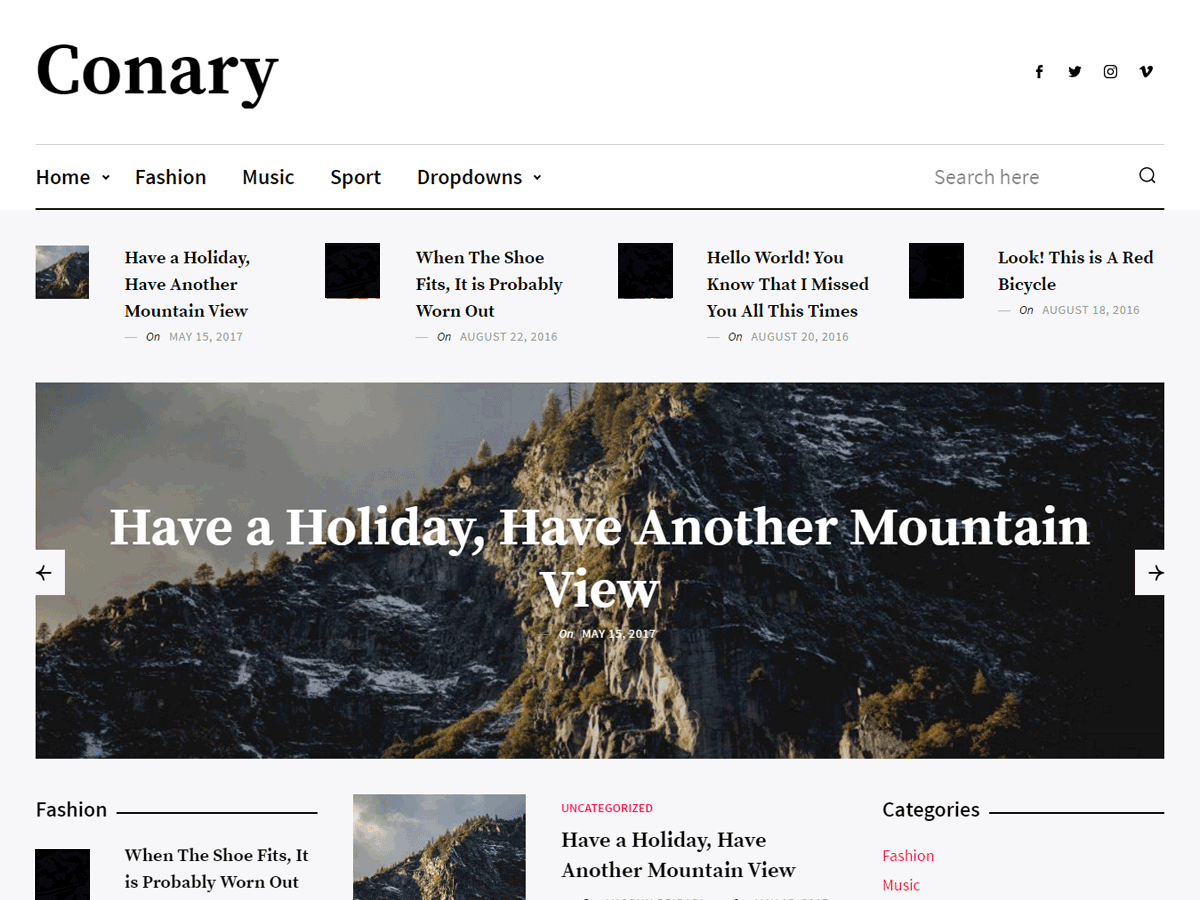 Conary
Home
Fashion
Music
Sport
Dropdowns
Search here
Have a Holiday,
Have Another
Mountain View
— On MAY 15, 2017
When The Shoe
Fits, It is Probably
Worn Out
— On AUGUST 22, 2016
Hello World! You
Know That I Missed
You All This Times
— On AUGUST 20, 2016
Look! This is A Red
Bicycle
— On AUGUST 18, 2016
Have a Holiday, Have Another Mountain
View
On MAY 15, 2017
Fashion
When The Shoe Fits, It
is Probably Worn Out
UNCATEGORIZED
Have a Holiday, Have
Another Mountain View
Categories
Fashion
Music